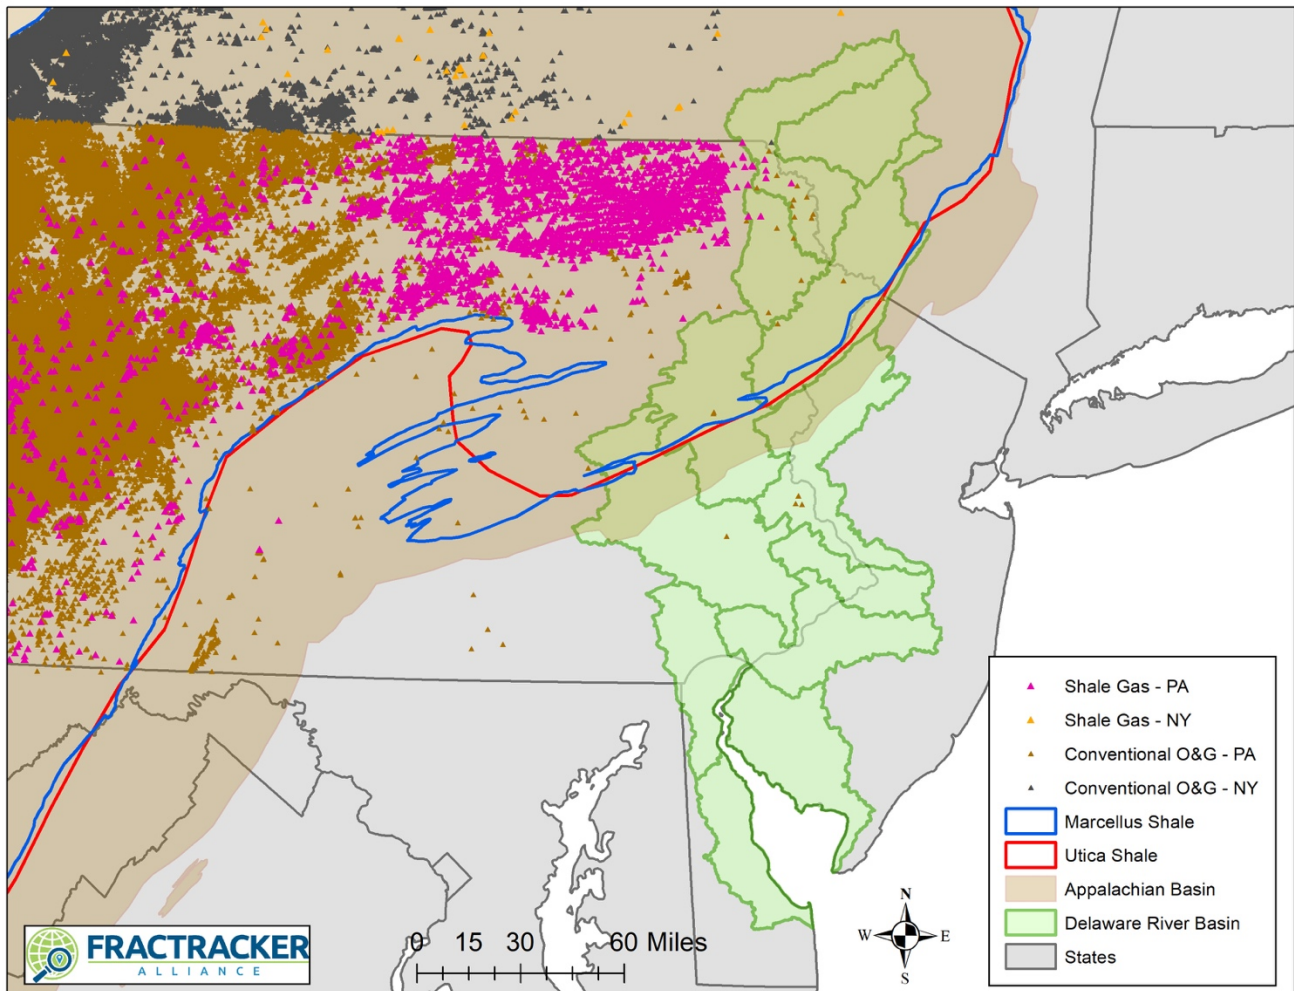 Shale Gas - PA
Shale Gas - NY
Conventional O&G - PA
Conventional O&G - NY
Marcellus Shale
Utica Shale
Appalachian Basin
Delaware River Basin
States
N
W E
S
0 15 30 60 Miles
FRACTRACKER
ALLIANCE